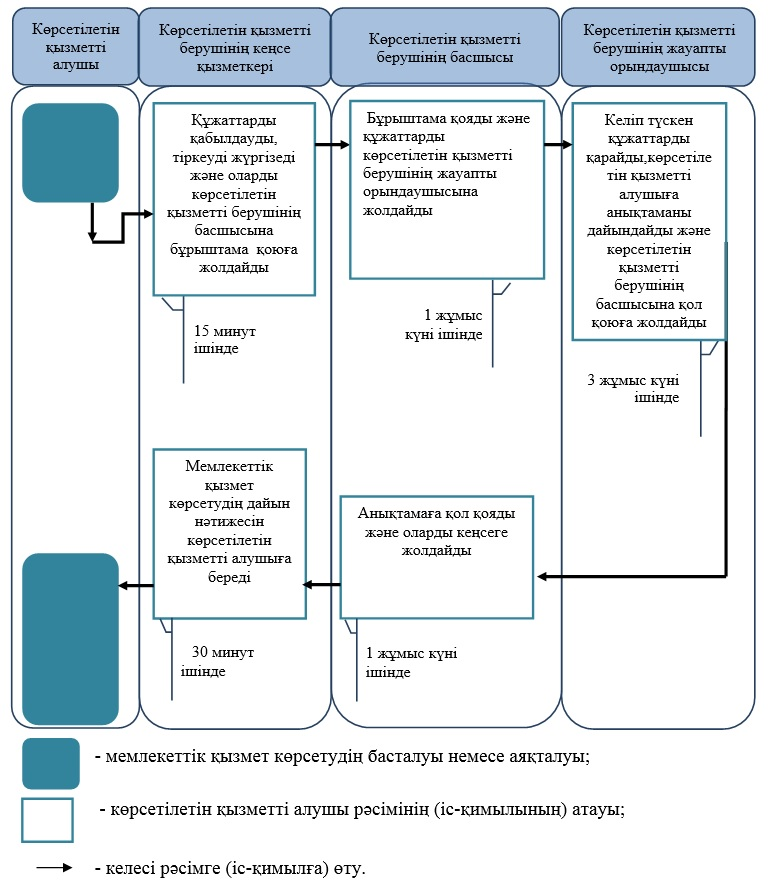 Көрсетілетін
қызметті
алушы
Көрсетілетін қызметті
берушінің кеңсе
қызметкері
Көрсетілетін қызметті
берушінің басшысы
Көрсетілетін қызметті
берушінің жауапты
орындаушысы
Құжаттарды
қабылдауды,
тіркеуді жүргізеді
және оларды
көрсетілетін
қызметті берушінің
басшысына
бұрыштама қоюға
жолдайды
Бұрыштама қояды және
құжаттарды
көрсетілетін қызметті
берушінің жауапты
орындаушысына
жолдайды
Келіп түскен
құжаттарды
қарайды,көрсетіле
тін қызметті
алушыға
анықтаманы
дайындайды және
көрсетілетін
қызметті
берушінің
басшысына қол
қоюға жолдайды
15 минут
ішінде
1 жұмыс
күні ішінде
3 жұмыс күні
ішінде
Мемлекеттік
қызмет
көрсетудің дайын
нәтижесін
көрсетілетін
қызметті алушыға
береді
Анықтамаға қол қояды
және оларды кеңсеге
жолдайды
30 минут
ішінде
1 жұмыс күні
ішінде
- мемлекеттік қызмет көрсетудің басталуы немесе аяқталуы;
- көрсетілетін қызметті алушы рәсімінің (іс-қимылының) атауы;
- келесі рәсімге (іс-қимылға) өту.